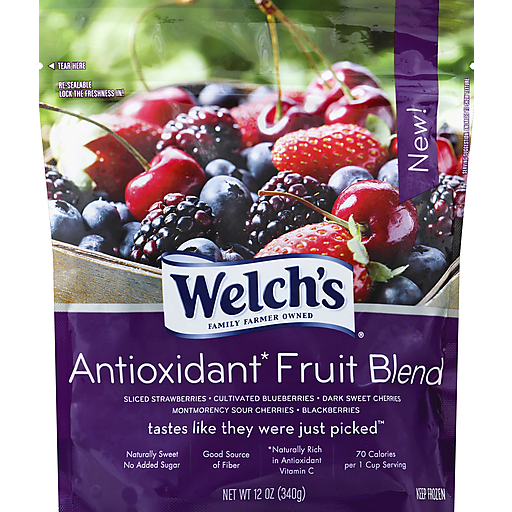 ◄ TEAR HERE
RE-SEALABLE
LOCK THE FRESHNESS IN!
New!
Welch's
FAMILY FARMER OWNED
®
Antioxidant* Fruit Blend
SLICED STRAWBERRIES • CULTIVATED BLUEBERRIES • DARK SWEET CHERRIES
MONTMORENCY SOUR CHERRIES • BLACKBERRIES
tastes like they were just picked™
Naturally Sweet
No Added Sugar
Good Source
of Fiber
*Naturally Rich
in Antioxidant
Vitamin C
70 Calories
per 1 Cup Serving
NET WT 12 OZ (340g)
KEEP FROZEN